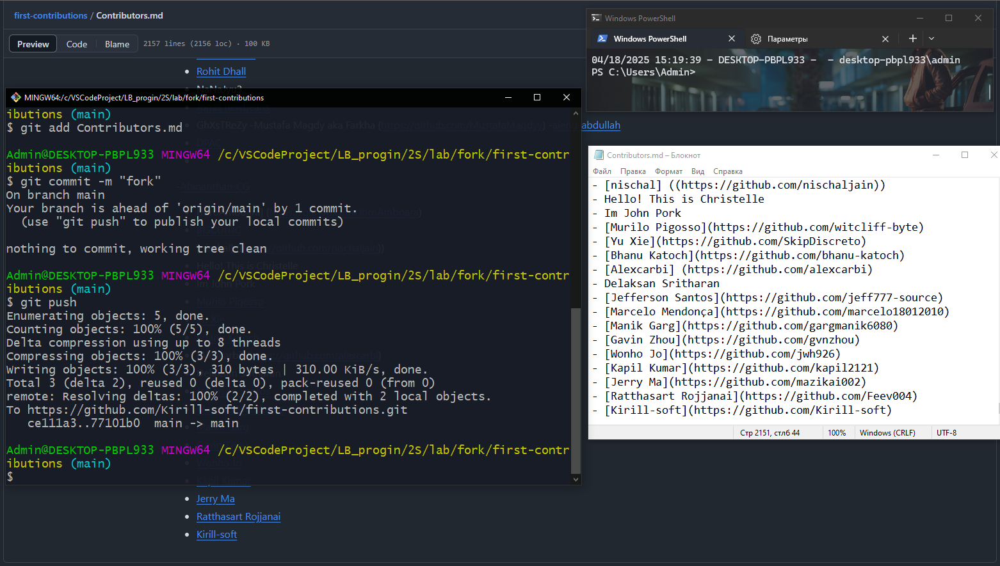 first-contributions / Contributors.md
Preview
Code
Blame
2157 lines (2156 loc) · 100 KB
Rohit Dhall
Windows PowerShell
Windows PowerShell
Параметры
04/18/2025 15:19:39 - DESKTOP-PBPL933 -  - desktop-pbpl933\admin
PS C:\Users\Admin>
abdullah
MINGW64:/c/VSCodeProject/LB_progin/2S/lab/fork/first-contributions
ibutions (main)
$ git add Contributors.md
Admin@DESKTOP-PBPL933 MINGW64 /c/VSCodeProject/LB_progin/2S/lab/fork/first-contr
ibutions (main)
$ git commit -m "fork"
On branch main
Your branch is ahead of 'origin/main' by 1 commit.
(use "git push" to publish your local commits)
nothing to commit, working tree clean
Admin@DESKTOP-PBPL933 MINGW64 /c/VSCodeProject/LB_progin/2S/lab/fork/first-contr
ibutions (main)
$ git push
Enumerating objects: 5, done.
Counting objects: 100% (5/5), done.
Delta compression using up to 8 threads
Compressing objects: 100% (3/3), done.
Writing objects: 100% (3/3), 310 bytes | 310.00 KiB/s, done.
Total 3 (delta 2), reused 0 (delta 0), pack-reused 0 (from 0)
remote: Resolving deltas: 100% (2/2), completed with 2 local objects.
To https://github.com/Kirill-soft/first-contributions.git
ce111a3..77101b0  main -> main
Admin@DESKTOP-PBPL933 MINGW64 /c/VSCodeProject/LB_progin/2S/lab/fork/first-contr
ibutions (main)
$
Jerry Ma
Ratthasart Rojjanai
Kirill-soft
Contributors.md – Блокнот
Файл Правка Формат Вид Справка
- [nischal] ((https://github.com/nischaljain))
- Hello! This is Christelle
- Im John Pork
- [Murilo Pigosso](https://github.com/witcliff-byte)
- [Yu Xie](https://github.com/SkipDiscreto)
- [Bhanu Katoch](https://github.com/bhanu-katoch)
- [Alexcarbi] (https://github.com/alexcarbi)
- Delaksan Sritharan
- [Jefferson Santos](https://github.com/jeff777-source)
- [Marcelo Mendonça](https://github.com/marcelo18012010)
- [Manik Garg](https://github.com/gargmanik6080)
- [Gavin Zhou](https://github.com/gvnzhou)
- [Wonho Jo](https://github.com/jwh926)
- [Kapil Kumar](https://github.com/kapil2121)
- [Jerry Ma](https://github.com/mazikai002)
- [Ratthasart Rojjanai](https://github.com/Feev004)
- [Kirill-soft](https://github.com/Kirill-soft)
Стр 2151, стлб 44
100%
Windows (CRLF)
UTF-8